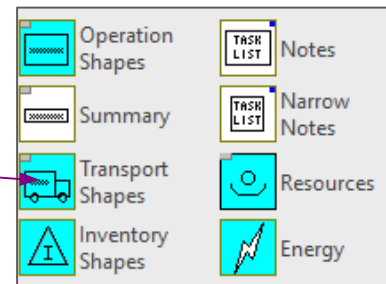 Operation
Shapes
TASK
LIST
Notes
Summary
TASK
LIST
Narrow
Notes
Transport
Shapes
Resources
I
Inventory
Shapes
Energy